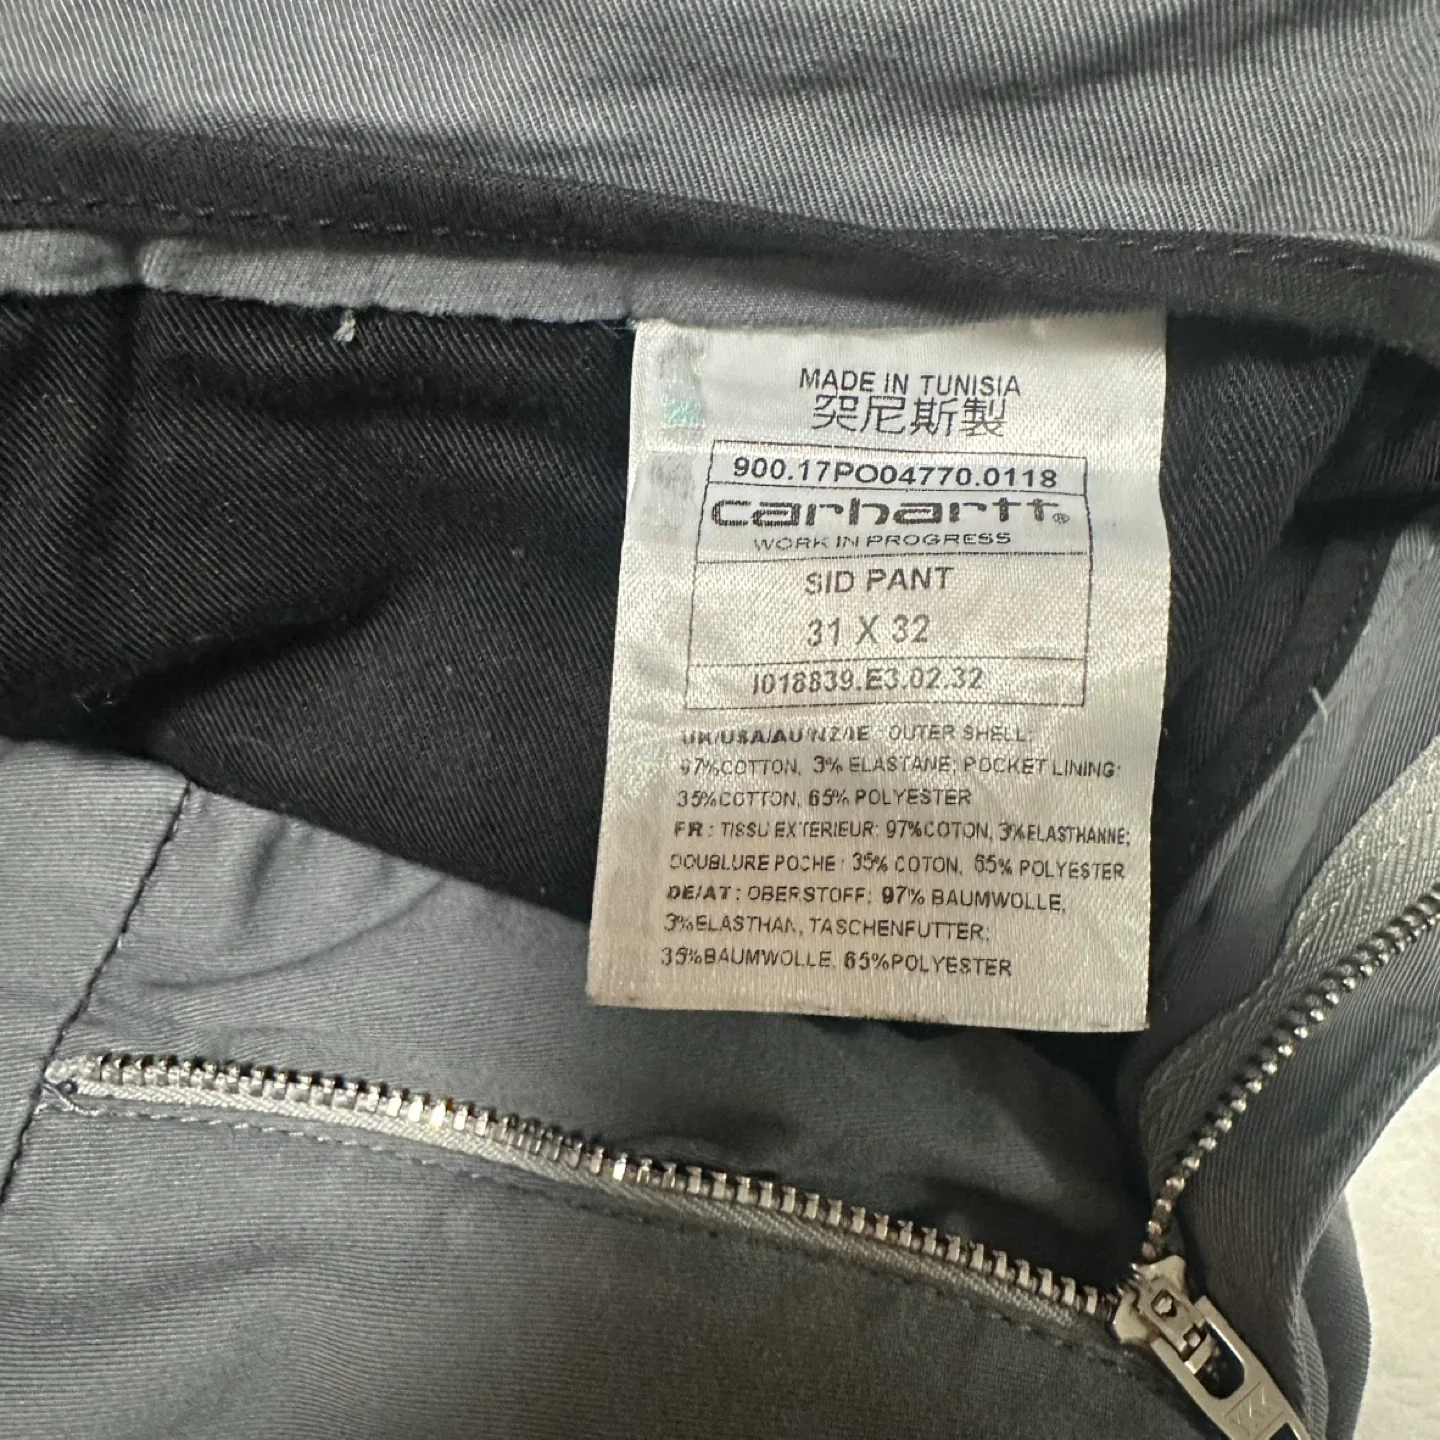 MADE IN TUNISIA
突尼斯製
900.17PO04770.0118
carhartt®
WORK IN PROGRESS
SID PANT
31 X 32
I018839.E3.02.32
UK/USA/AU/NZ/IE OUTER SHELL:
97%COTTON, 3% ELASTANE; POCKET LINING:
35%COTTON, 65% POLYESTER
FR : TISSU EXTERIEUR: 97%COTON, 3%ELASTHANNE;
DOUBLURE POCHE : 35% COTON, 65% POLYESTER
DE/AT : OBERSTOFF: 97% BAUMWOLLE,
3%ELASTHAN, TASCHENFUTTER:
35%BAUMWOLLE, 65%POLYESTER